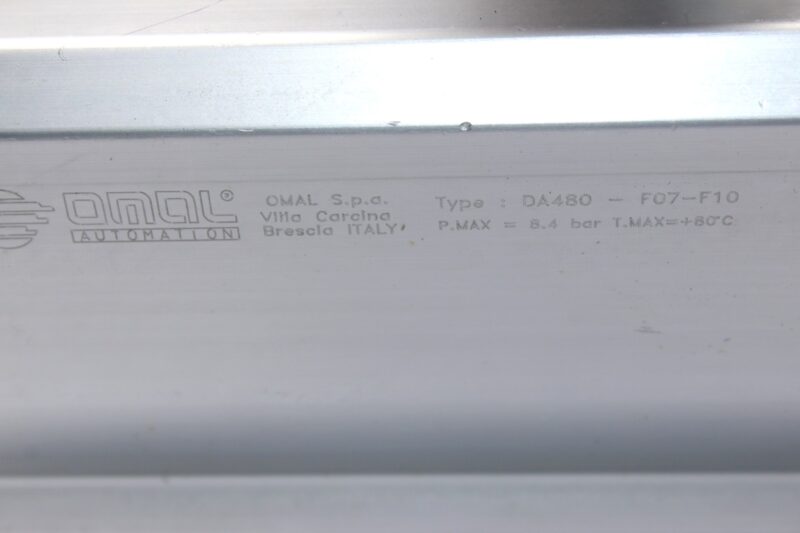 OMAL®
AUTOMATION
OMAL S.p.a.
Villa Carcina
Brescia ITALY
Type : DA480 - F07-F10
P.MAX = 8.4 bar T.MAX=+80°C